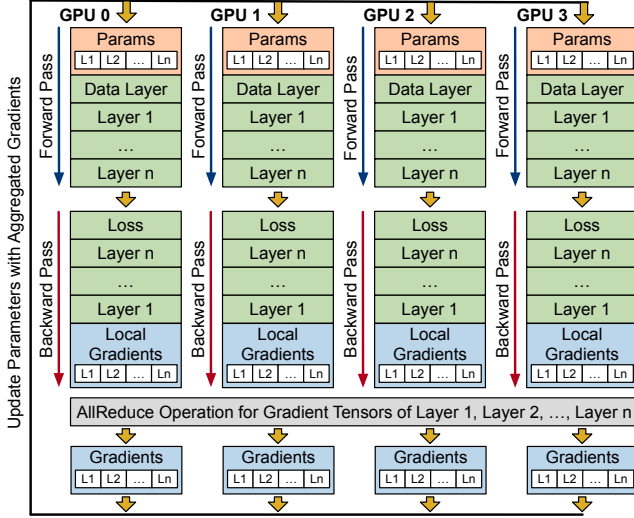 GPU 0 GPU 1 GPU 2 GPU 3
Params Params Params Params
L1 L2 … Ln L1 L2 … Ln L1 L2 … Ln L1 L2 … Ln
Data Layer Data Layer Data Layer Data Layer
Layer 1 Layer 1 Layer 1 Layer 1
… … … …
Layer n Layer n Layer n Layer n
Forward Pass Forward Pass Forward Pass Forward Pass
Loss Loss Loss Loss
Layer n Layer n Layer n Layer n
… … … …
Layer 1 Layer 1 Layer 1 Layer 1
Local Local Local Local
Gradients Gradients Gradients Gradients
L1 L2 … Ln L1 L2 … Ln L1 L2 … Ln L1 L2 … Ln
Backward Pass Backward Pass Backward Pass Backward Pass
AllReduce Operation for Gradient Tensors of Layer 1, Layer 2, …, Layer n
Gradients Gradients Gradients Gradients
L1 L2 … Ln L1 L2 … Ln L1 L2 … Ln L1 L2 … Ln
Update Parameters with Aggregated Gradients